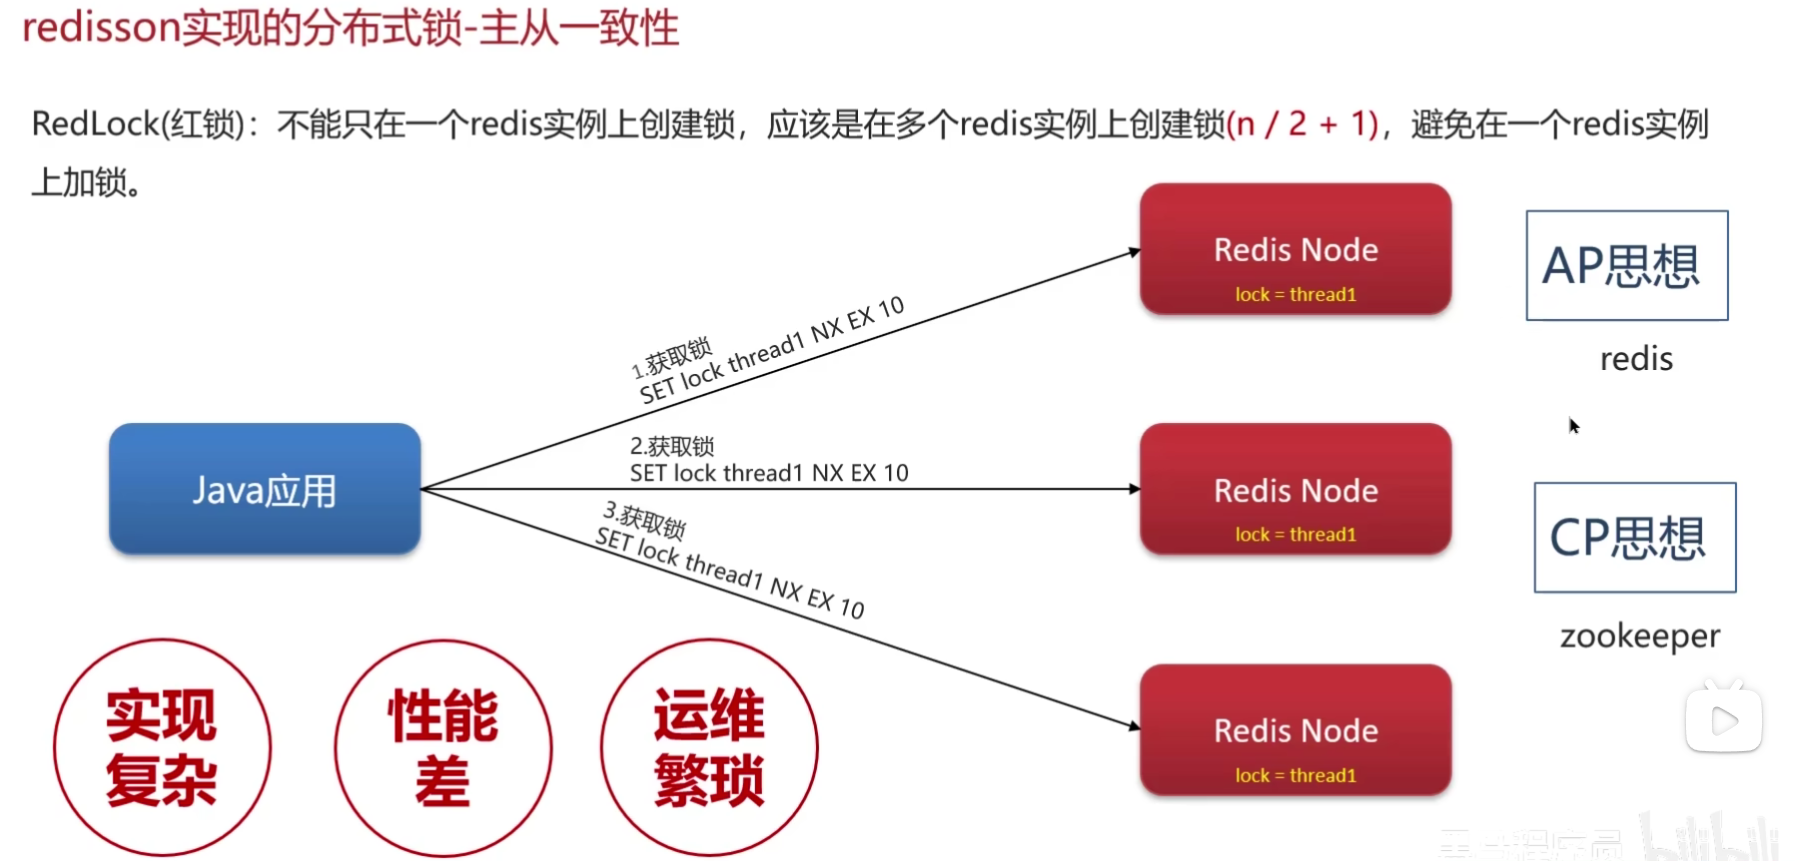 redisson实现的分布式锁-主从一致性
RedLock(红锁)：不能只在一个redis实例上创建锁，应该是在多个redis实例上创建锁(n / 2 + 1)，避免在一个redis实例
上加锁。
Redis Node
lock = thread1
AP思想
redis
1.获取锁
SET lock thread1 NX EX 10
Java应用
2.获取锁
SET lock thread1 NX EX 10
Redis Node
lock = thread1
3.获取锁
SET lock thread1 NX EX 10
CP思想
zookeeper
实现
复杂
性能
差
运维
繁琐
Redis Node
lock = thread1
bilibili